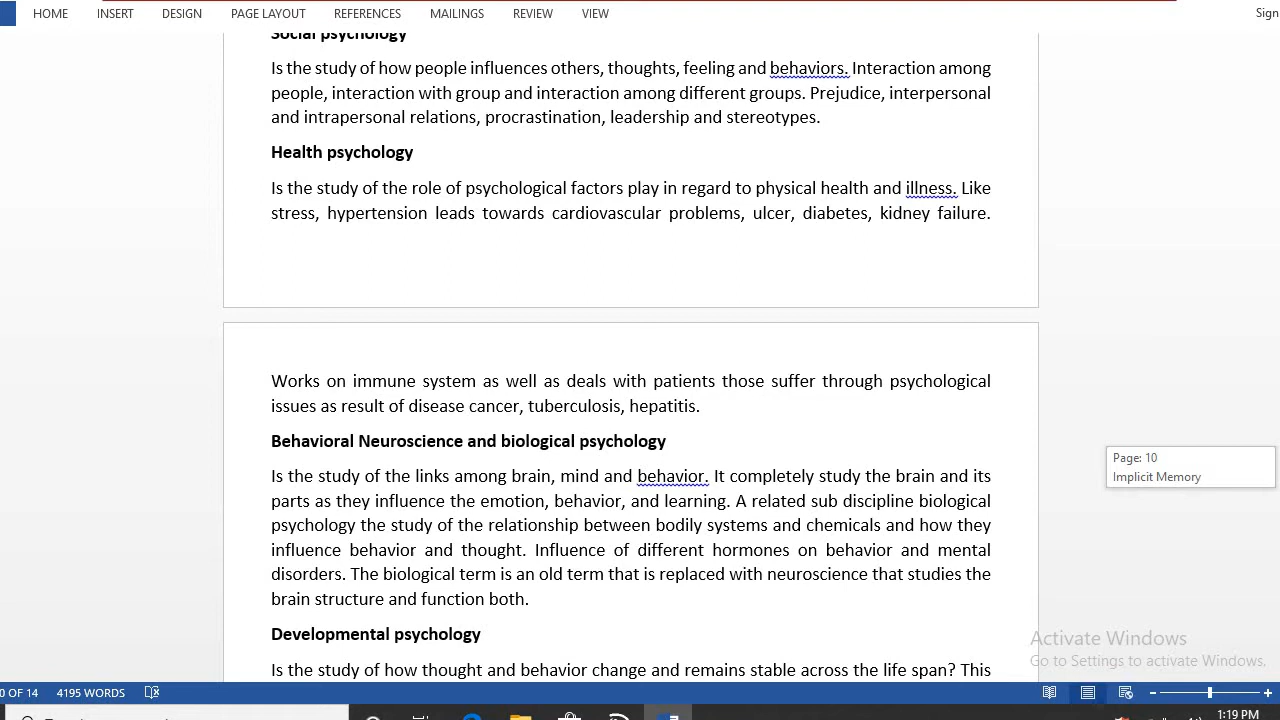 HOME INSERT DESIGN PAGE LAYOUT REFERENCES MAILINGS REVIEW VIEW Sign
Social psychology
Is the study of how people influences others, thoughts, feeling and behaviors. Interaction among
people, interaction with group and interaction among different groups. Prejudice, interpersonal
and intrapersonal relations, procrastination, leadership and stereotypes.
Health psychology
Is the study of the role of psychological factors play in regard to physical health and illness. Like
stress, hypertension leads towards cardiovascular problems, ulcer, diabetes, kidney failure.
Works on immune system as well as deals with patients those suffer through psychological
issues as result of disease cancer, tuberculosis, hepatitis.
Behavioral Neuroscience and biological psychology
Is the study of the links among brain, mind and behavior. It completely study the brain and its
parts as they influence the emotion, behavior, and learning. A related sub discipline biological
psychology the study of the relationship between bodily systems and chemicals and how they
influence behavior and thought. Influence of different hormones on behavior and mental
disorders. The biological term is an old term that is replaced with neuroscience that studies the
brain structure and function both.
Developmental psychology
Is the study of how thought and behavior change and remains stable across the life span? This
Page: 10
Implicit Memory
Activate Windows
Go to Settings to activate Windows.
0 OF 14 4195 WORDS
1:19 PM